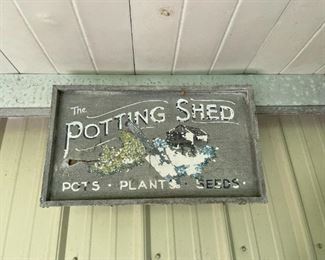 The
POTTING SHED
POTS · PLANTS · SEEDS ·